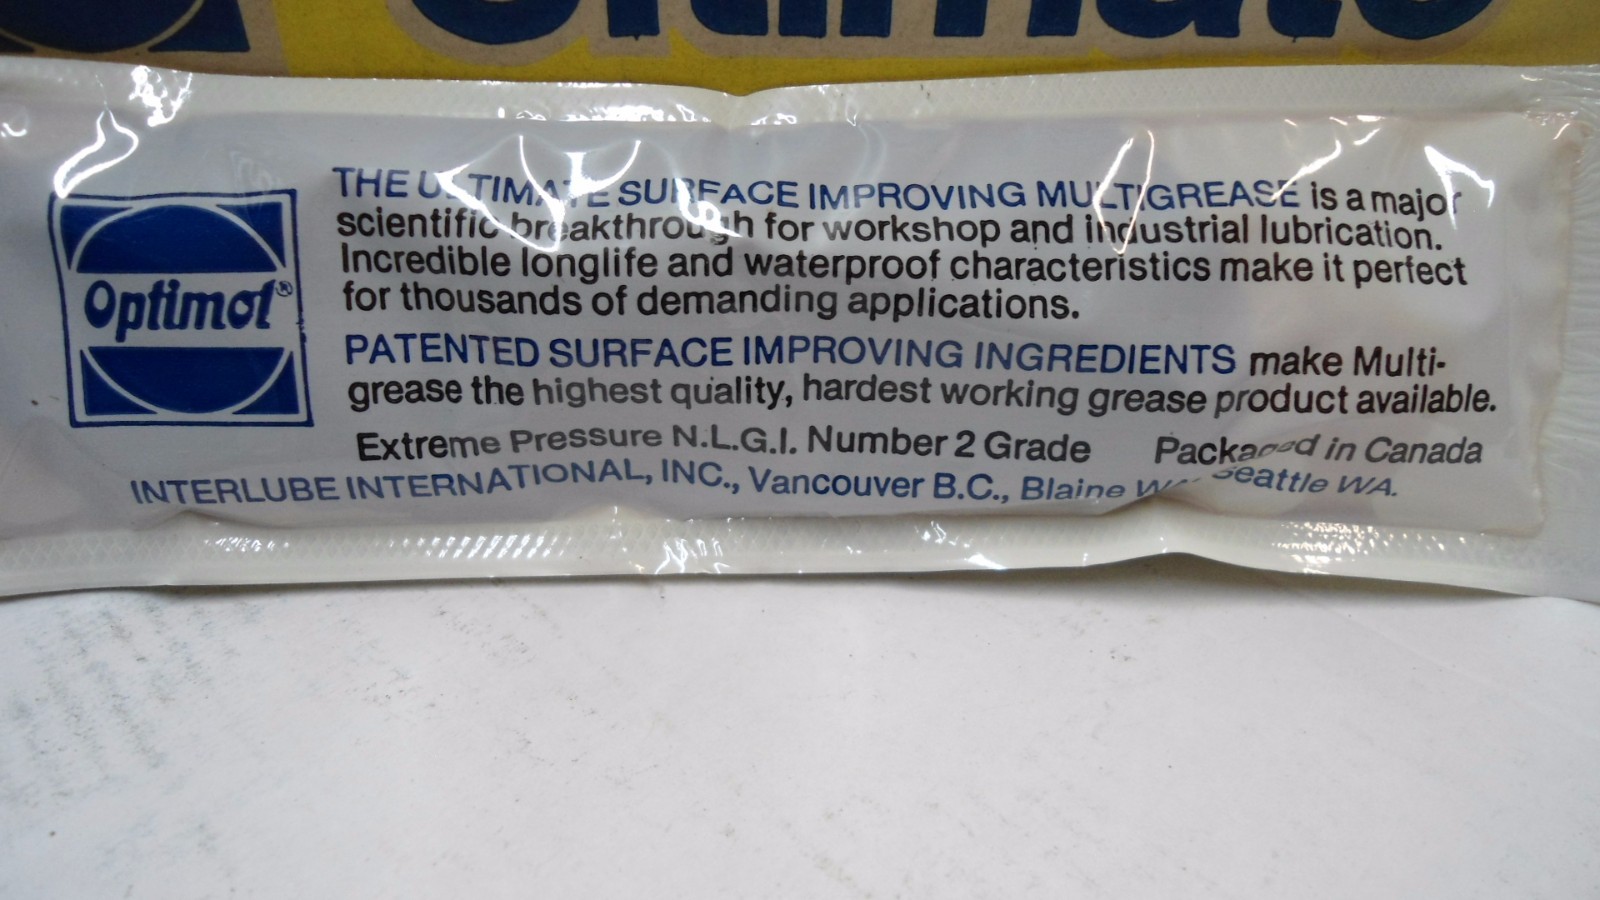 Ultimate
Optimol®
THE ULTIMATE SURFACE IMPROVING MULTIGREASE is a major
scientific breakthrough for workshop and industrial lubrication.
Incredible longlife and waterproof characteristics make it perfect
for thousands of demanding applications.
PATENTED SURFACE IMPROVING INGREDIENTS make Multi-
grease the highest quality, hardest working grease product available.
Extreme Pressure N.L.G.I. Number 2 Grade Packaged in Canada
INTERLUBE INTERNATIONAL, INC., Vancouver B.C., Blaine WA. Seattle WA.